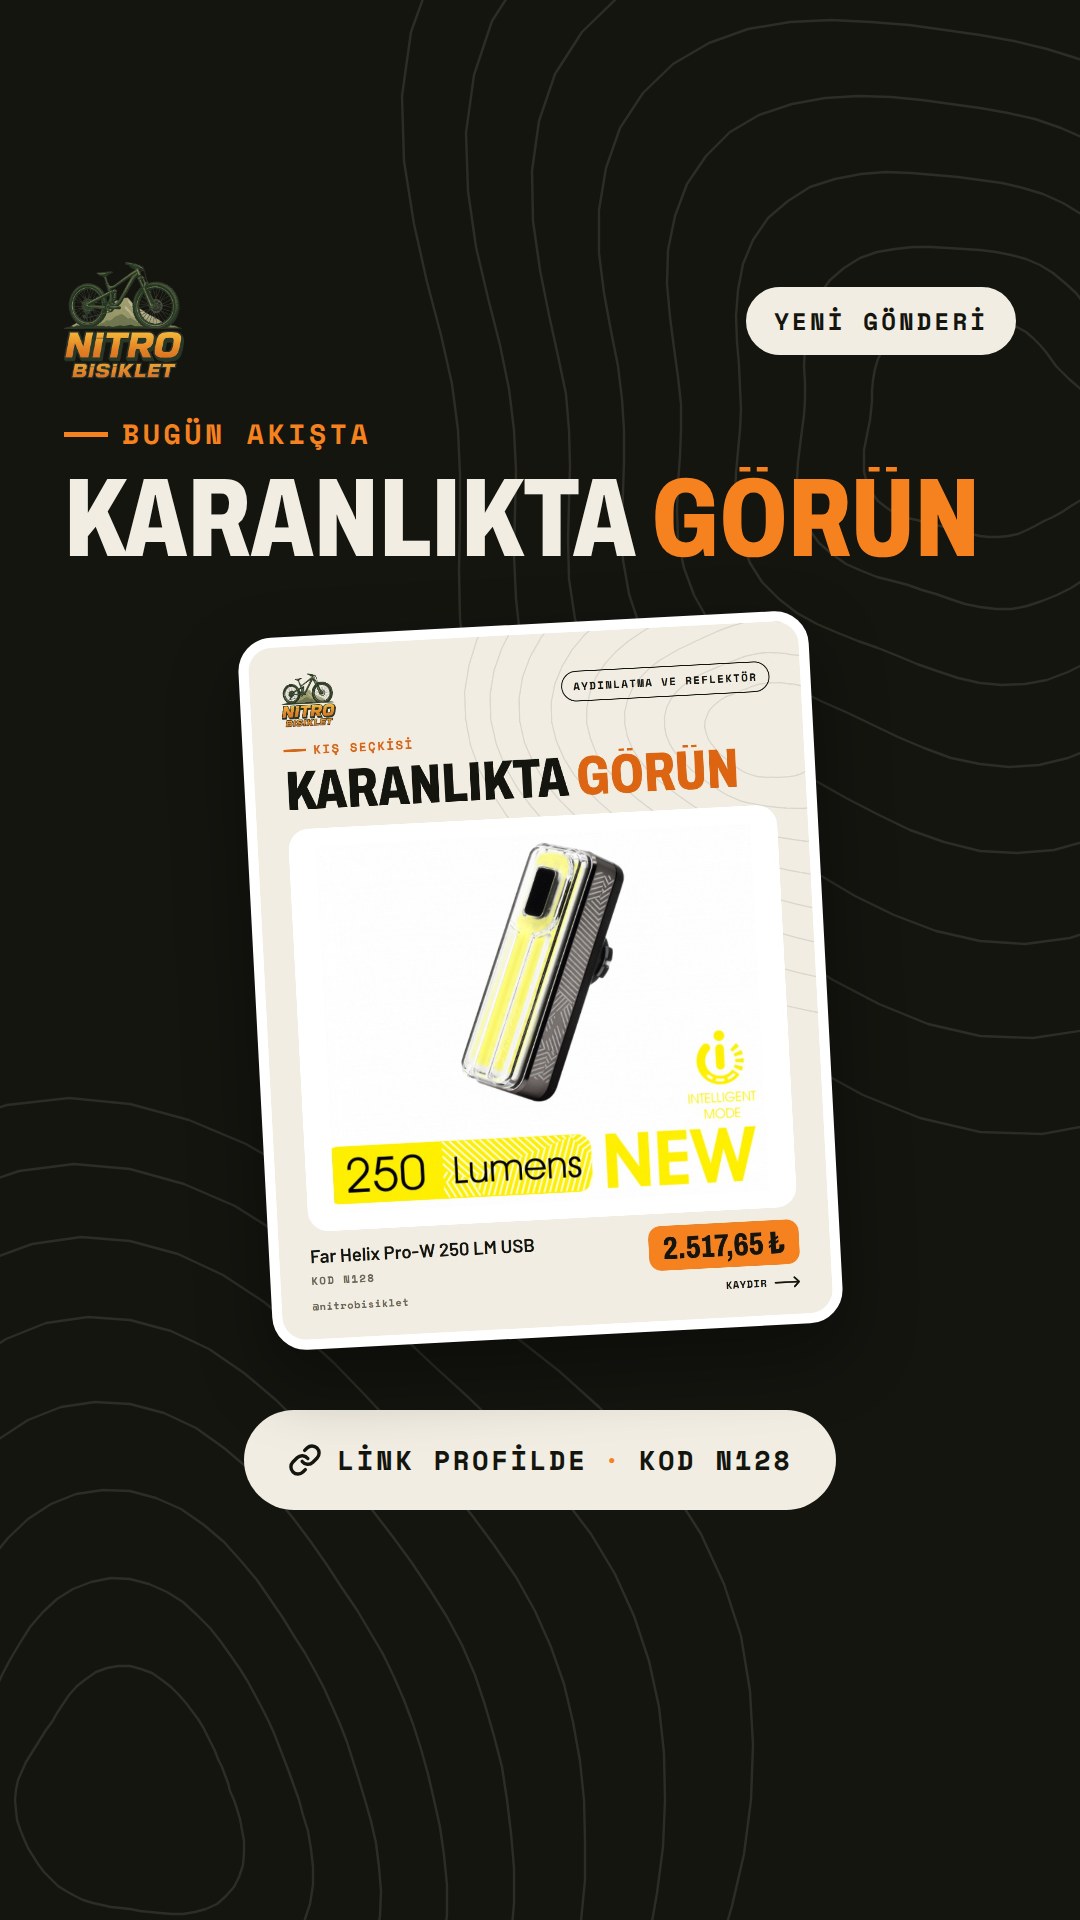 NiTRO
BiSiKLET
YENİ GÖNDERİ
BUGÜN AKIŞTA
KARANLIKTA GÖRÜN
NiTRO
BiSiKLET
AYDINLATMA VE REFLEKTÖR
KIŞ SEÇKİSİ
KARANLIKTA GÖRÜN
INTELLIGENT
MODE
250 Lumens NEW
Far Helix Pro-W 250 LM USB
2.517,65 ₺
KOD N128
KAYDIR
@nitrobisiklet
LİNK PROFİLDE · KOD N128